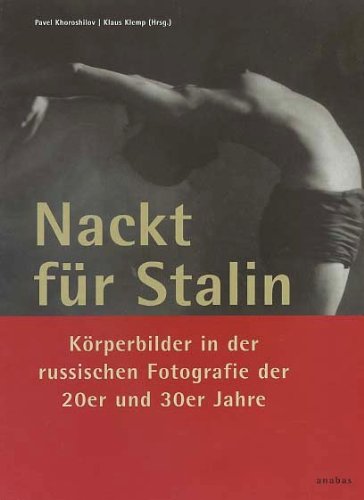 Pavel Khoroshilov | Klaus Klemp (Hrsg.)
Nackt
für Stalin
Körperbilder in der
russischen Fotografie der
20er und 30er Jahre
anabas